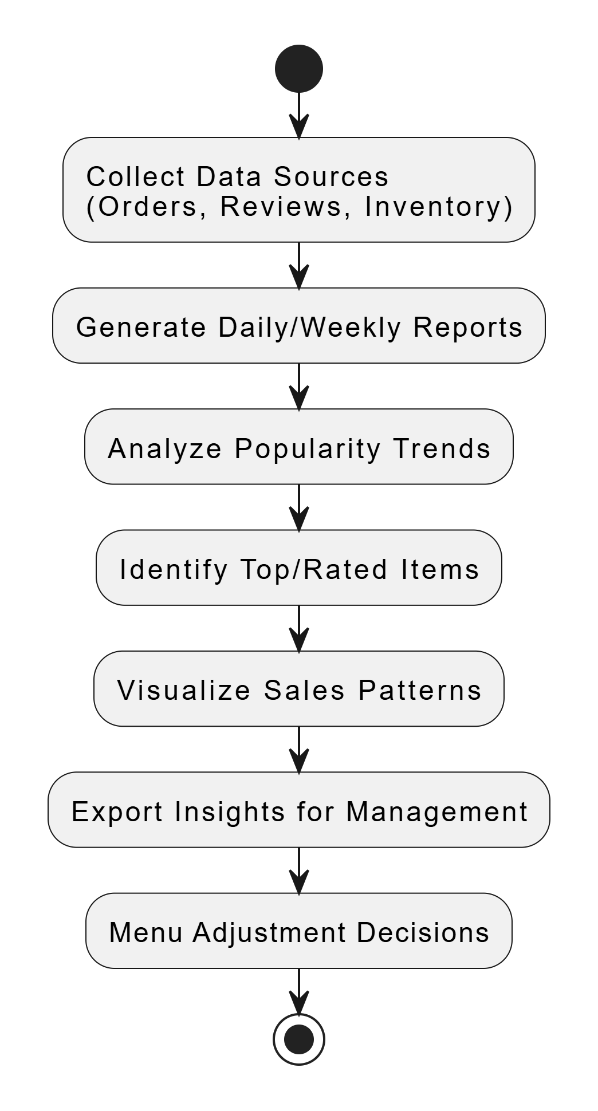 Collect Data Sources
(Orders, Reviews, Inventory)
Generate Daily/Weekly Reports
Analyze Popularity Trends
Identify Top/Rated Items
Visualize Sales Patterns
Export Insights for Management
Menu Adjustment Decisions